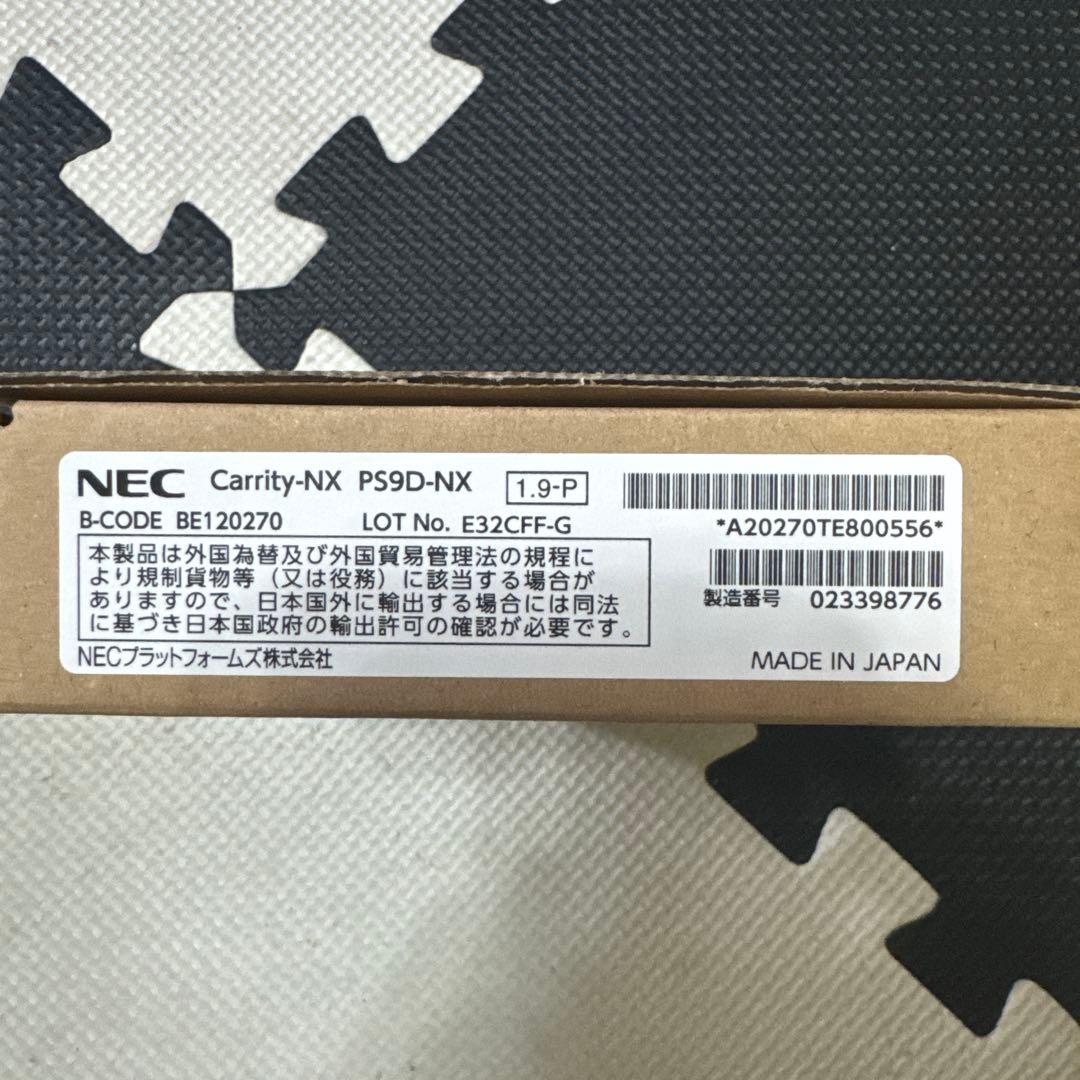 NEC Carrity-NX PS9D-NX 1.9-P
B-CODE BE120270 LOT No. E32CFF-G
*A20270TE800556*
本製品は外国為替及び外国貿易管理法の規程に
より規制貨物等（又は役務）に該当する場合が
ありますので、日本国外に輸出する場合には同法
に基づき日本国政府の輸出許可の確認が必要です。
製造番号 023398776
NECプラットフォームズ株式会社
MADE IN JAPAN